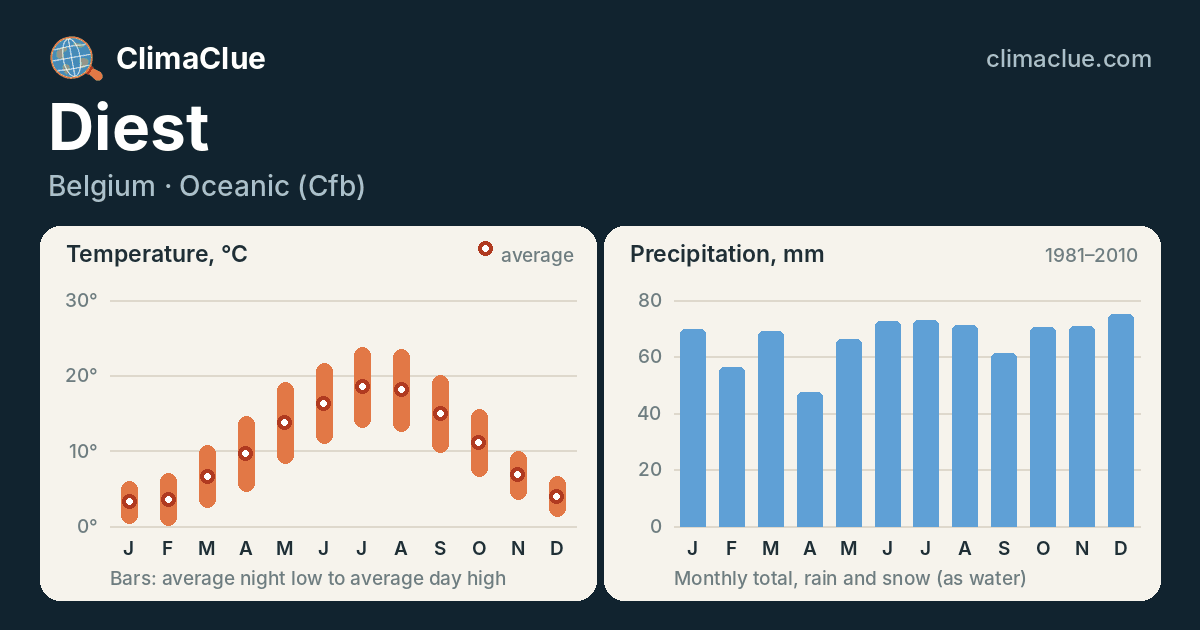 ClimaClue
climaclue.com
Diest
Belgium · Oceanic (Cfb)
Temperature, °C
average
30°
20°
10°
0°
J F M A M J J A S O N D
Bars: average night low to average day high
Precipitation, mm
1981–2010
80
60
40
20
0
J F M A M J J A S O N D
Monthly total, rain and snow (as water)